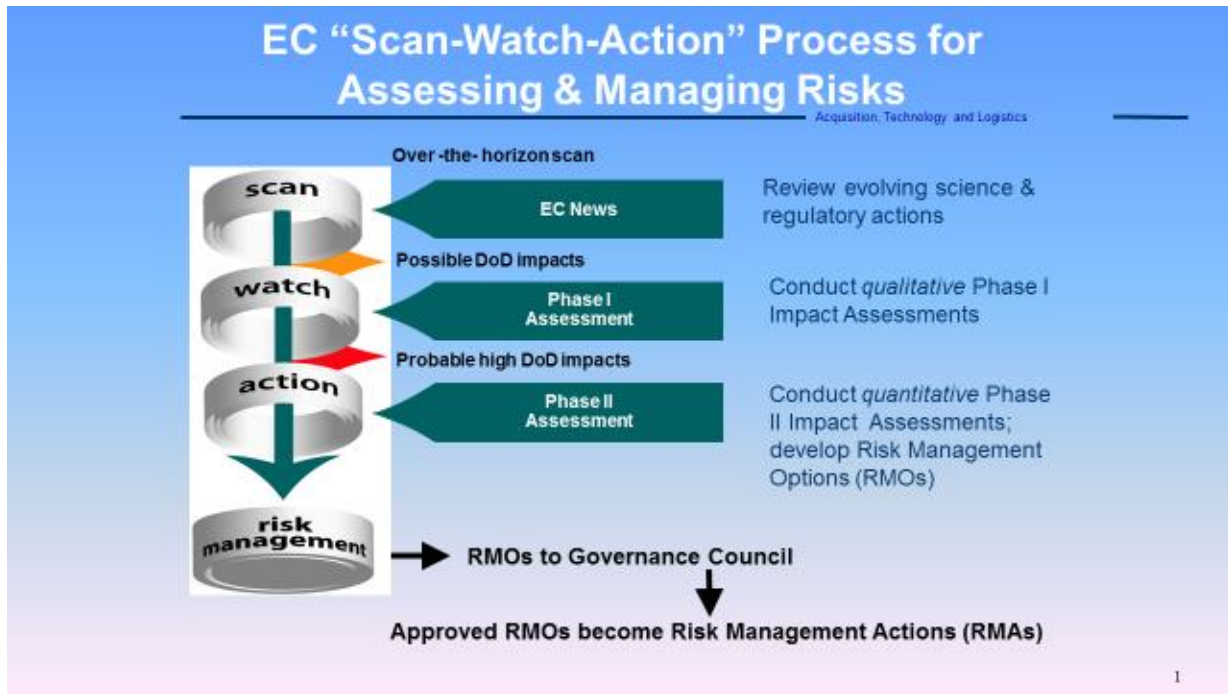 EC “Scan-Watch-Action” Process for
Assessing & Managing Risks
Acquisition, Technology and Logistics
Over -the- horizon scan
scan
EC News
Review evolving science &
regulatory actions
Possible DoD impacts
watch
Phase I
Assessment
Conduct qualitative Phase I
Impact Assessments
Probable high DoD impacts
action
Phase II
Assessment
Conduct quantitative Phase
II Impact Assessments;
develop Risk Management
Options (RMOs)
risk
management
RMOs to Governance Council
Approved RMOs become Risk Management Actions (RMAs)
1